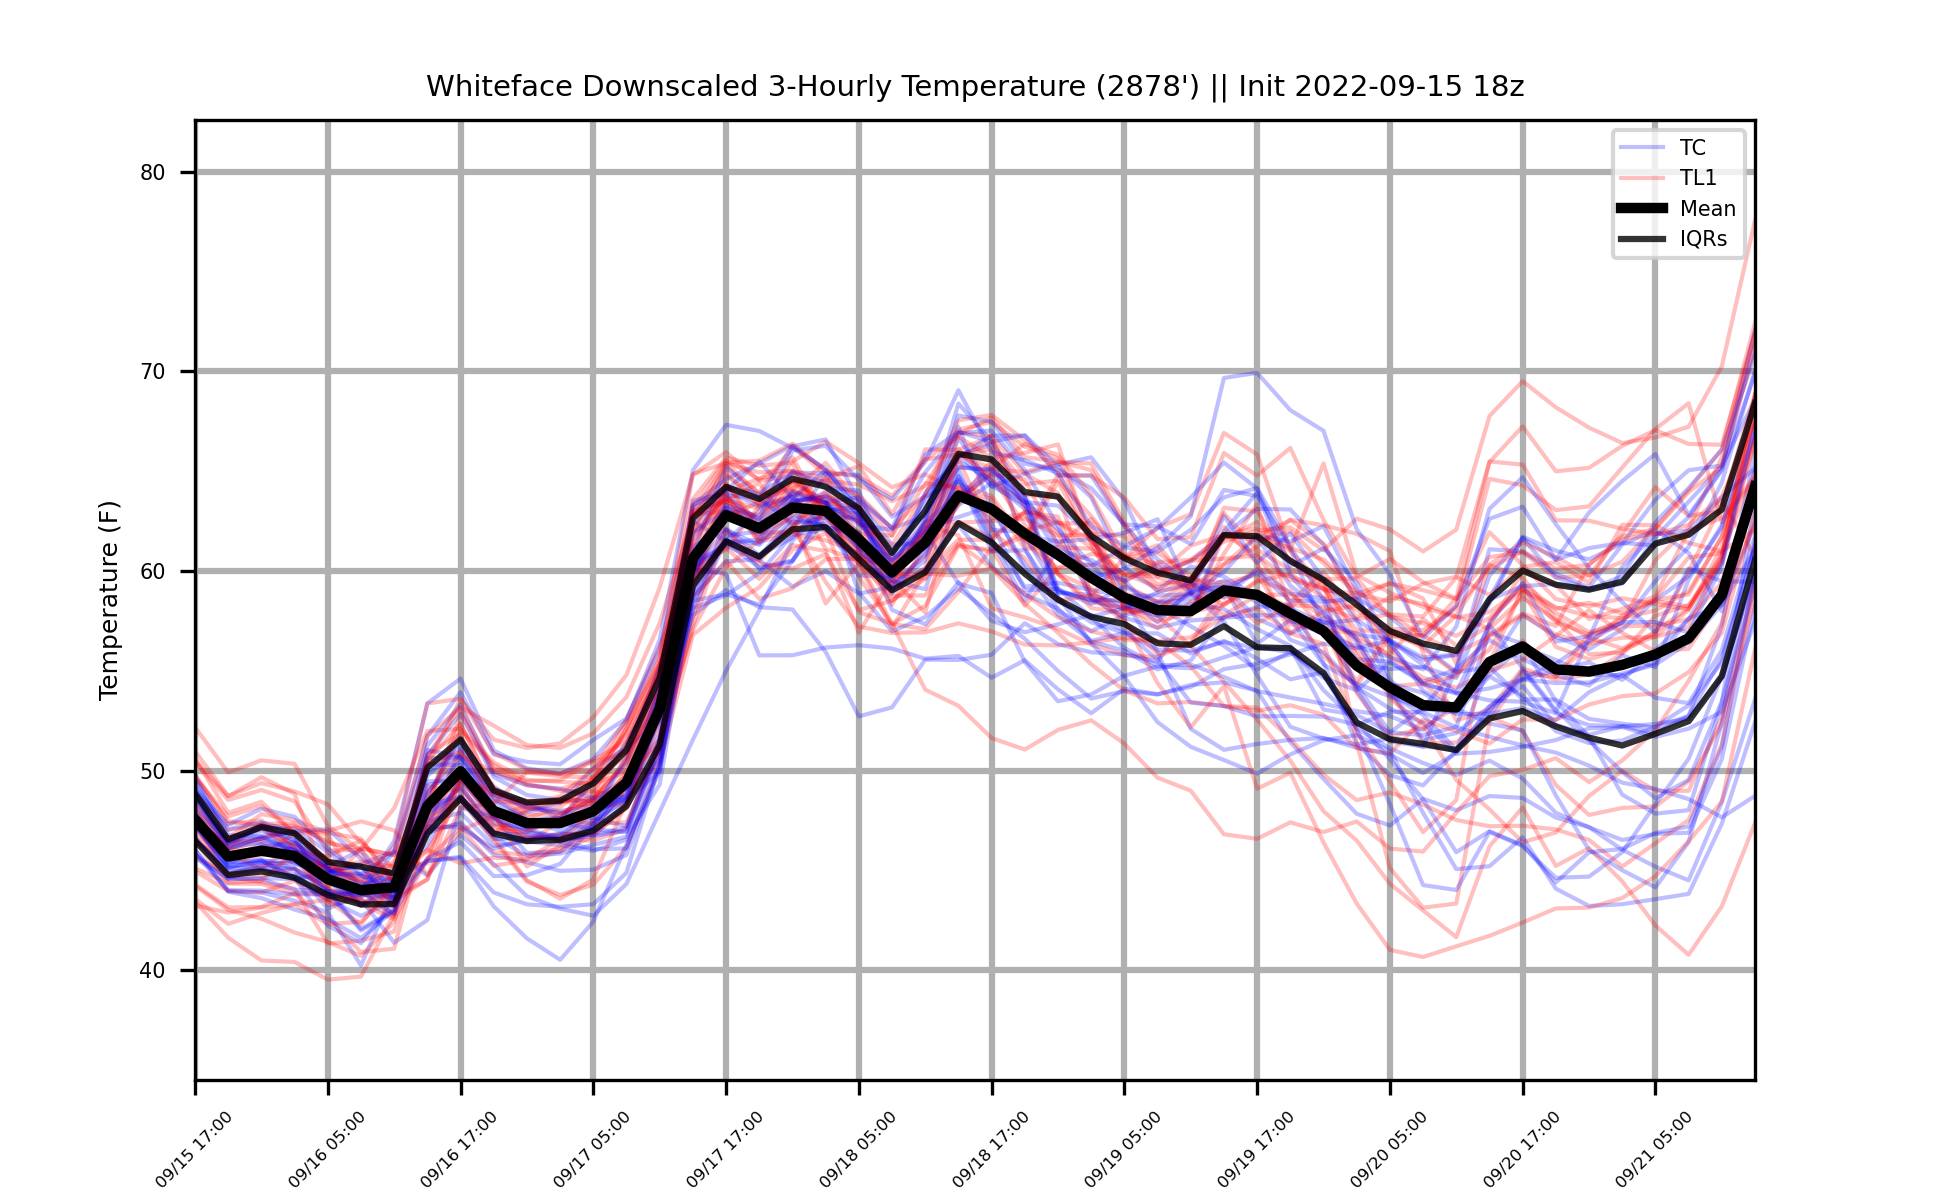 Whiteface Downscaled 3-Hourly Temperature (2878') || Init 2022-09-15 18z
TC
TL1
Mean
IQRs
Temperature (F)
80
70
60
50
40
09/15 17:00
09/16 05:00
09/16 17:00
09/17 05:00
09/17 17:00
09/18 05:00
09/18 17:00
09/19 05:00
09/19 17:00
09/20 05:00
09/20 17:00
09/21 05:00